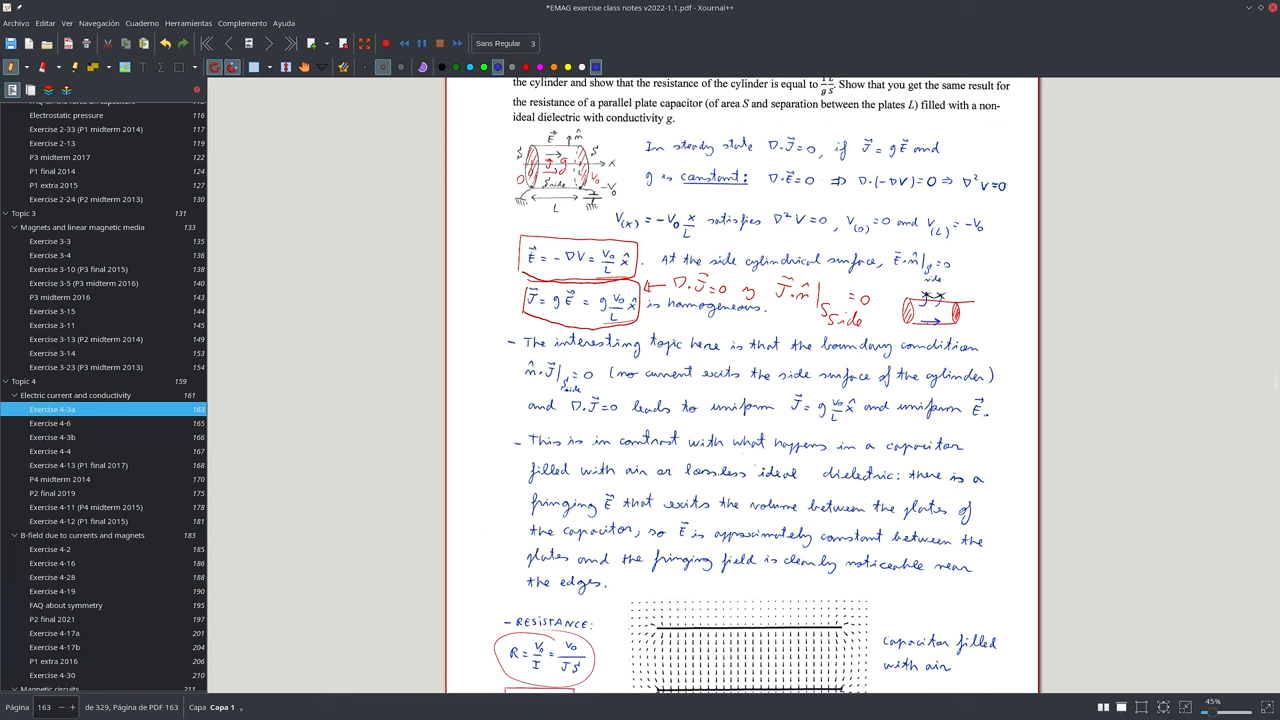 *EMAG exercise class notes v2022-1.1.pdf - Xournal++
Archivo Editar Ver Navegación Cuaderno Herramientas Complemento Ayuda
Sans Regular 3
Electrostatic pressure 116
Exercise 2-33 (P1 midterm 2014) 117
Exercise 2-13 119
P3 midterm 2017 122
P1 final 2014 124
P1 extra 2015 127
Exercise 2-24 (P2 midterm 2013) 128
Topic 3 131
Magnets and linear magnetic media 133
Exercise 3-3 135
Exercise 3-4 136
Exercise 3-10 (P3 final 2015) 138
Exercise 3-5 (P3 midterm 2016) 140
P3 midterm 2016 143
Exercise 3-15 144
Exercise 3-11 145
Exercise 3-13 (P2 midterm 2014) 149
Exercise 3-14 153
Exercise 3-23 (P3 midterm 2013) 154
Topic 4 159
Electric current and conductivity 161
Exercise 4-3a 163
Exercise 4-6 165
Exercise 4-3b 166
Exercise 4-4 167
Exercise 4-13 (P1 final 2017) 168
P4 midterm 2014 170
P2 final 2019 175
Exercise 4-11 (P4 midterm 2015) 178
Exercise 4-12 (P1 final 2015) 181
B-field due to currents and magnets 183
Exercise 4-2 185
Exercise 4-16 186
Exercise 4-28 188
Exercise 4-19 190
FAQ about symmetry 195
P2 final 2021 197
Exercise 4-17a 201
Exercise 4-17b 204
P1 extra 2016 206
Exercise 4-30 210
Magnetic circuits 211
the cylinder and show that the resistance of the cylinder is equal to 1/g L/S. Show that you get the same result for
the resistance of a parallel plate capacitor (of area S and separation between the plates L) filled with a non-
ideal dielectric with conductivity g.
E⃗ n̂
S J⃗ g S x
0 Sside V₀ -V₀
L
In steady state ∇·J⃗=0, if J⃗ = gE⃗ and
g is constant: ∇·E⃗=0 ⇒ ∇·(-∇V)=0 ⇒ ∇²V=0
V(x) = -V₀ x/L satisfies ∇²V=0, V(0)=0 and V(L)=-V₀
E⃗ = -∇V = V₀/L x̂. At the side cylindrical surface, E⃗·n̂|Sside=0
← ∇·J⃗=0 y J⃗·n̂|Sside = 0
J⃗ = gE⃗ = g V₀/L x̂ is homogeneous.
- The interesting topic here is that the boundary condition
n̂·J⃗|Sside=0 (no current exits the side surface of the cylinder)
and ∇·J⃗=0 leads to uniform J⃗ = g V₀/L x̂ and uniform E⃗.
- This is in contrast with what happens in a capacitor
filled with air or lossless ideal dielectric: there is a
fringing E⃗ that exits the volume between the plates of
the capacitor, so E⃗ is approximately constant between the
plates and the fringing field is clearly noticeable near
the edges.
- RESISTANCE:
R = V₀/I = V₀/JS
capacitor filled
with air
Página 163 de 329, Página de PDF 163 Capa Capa 1 45%